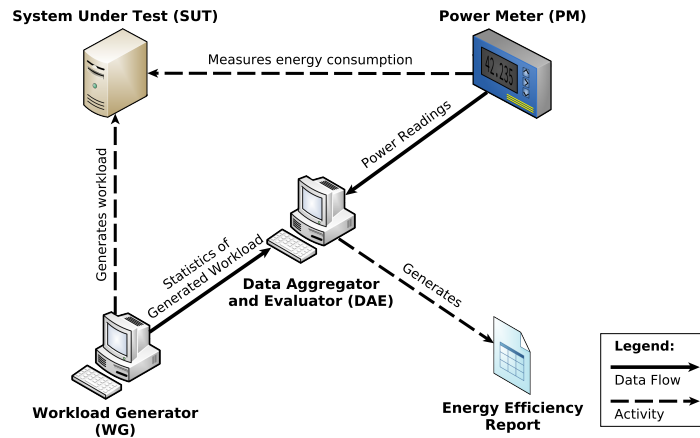 System Under Test (SUT)
Power Meter (PM)
Measures energy consumption
42.235
Power Readings
Generates workload
Statistics of
Generated Workload
Data Aggregator
and Evaluator (DAE)
Generates
Workload Generator
(WG)
Energy Efficiency
Report
Legend:
Data Flow
Activity